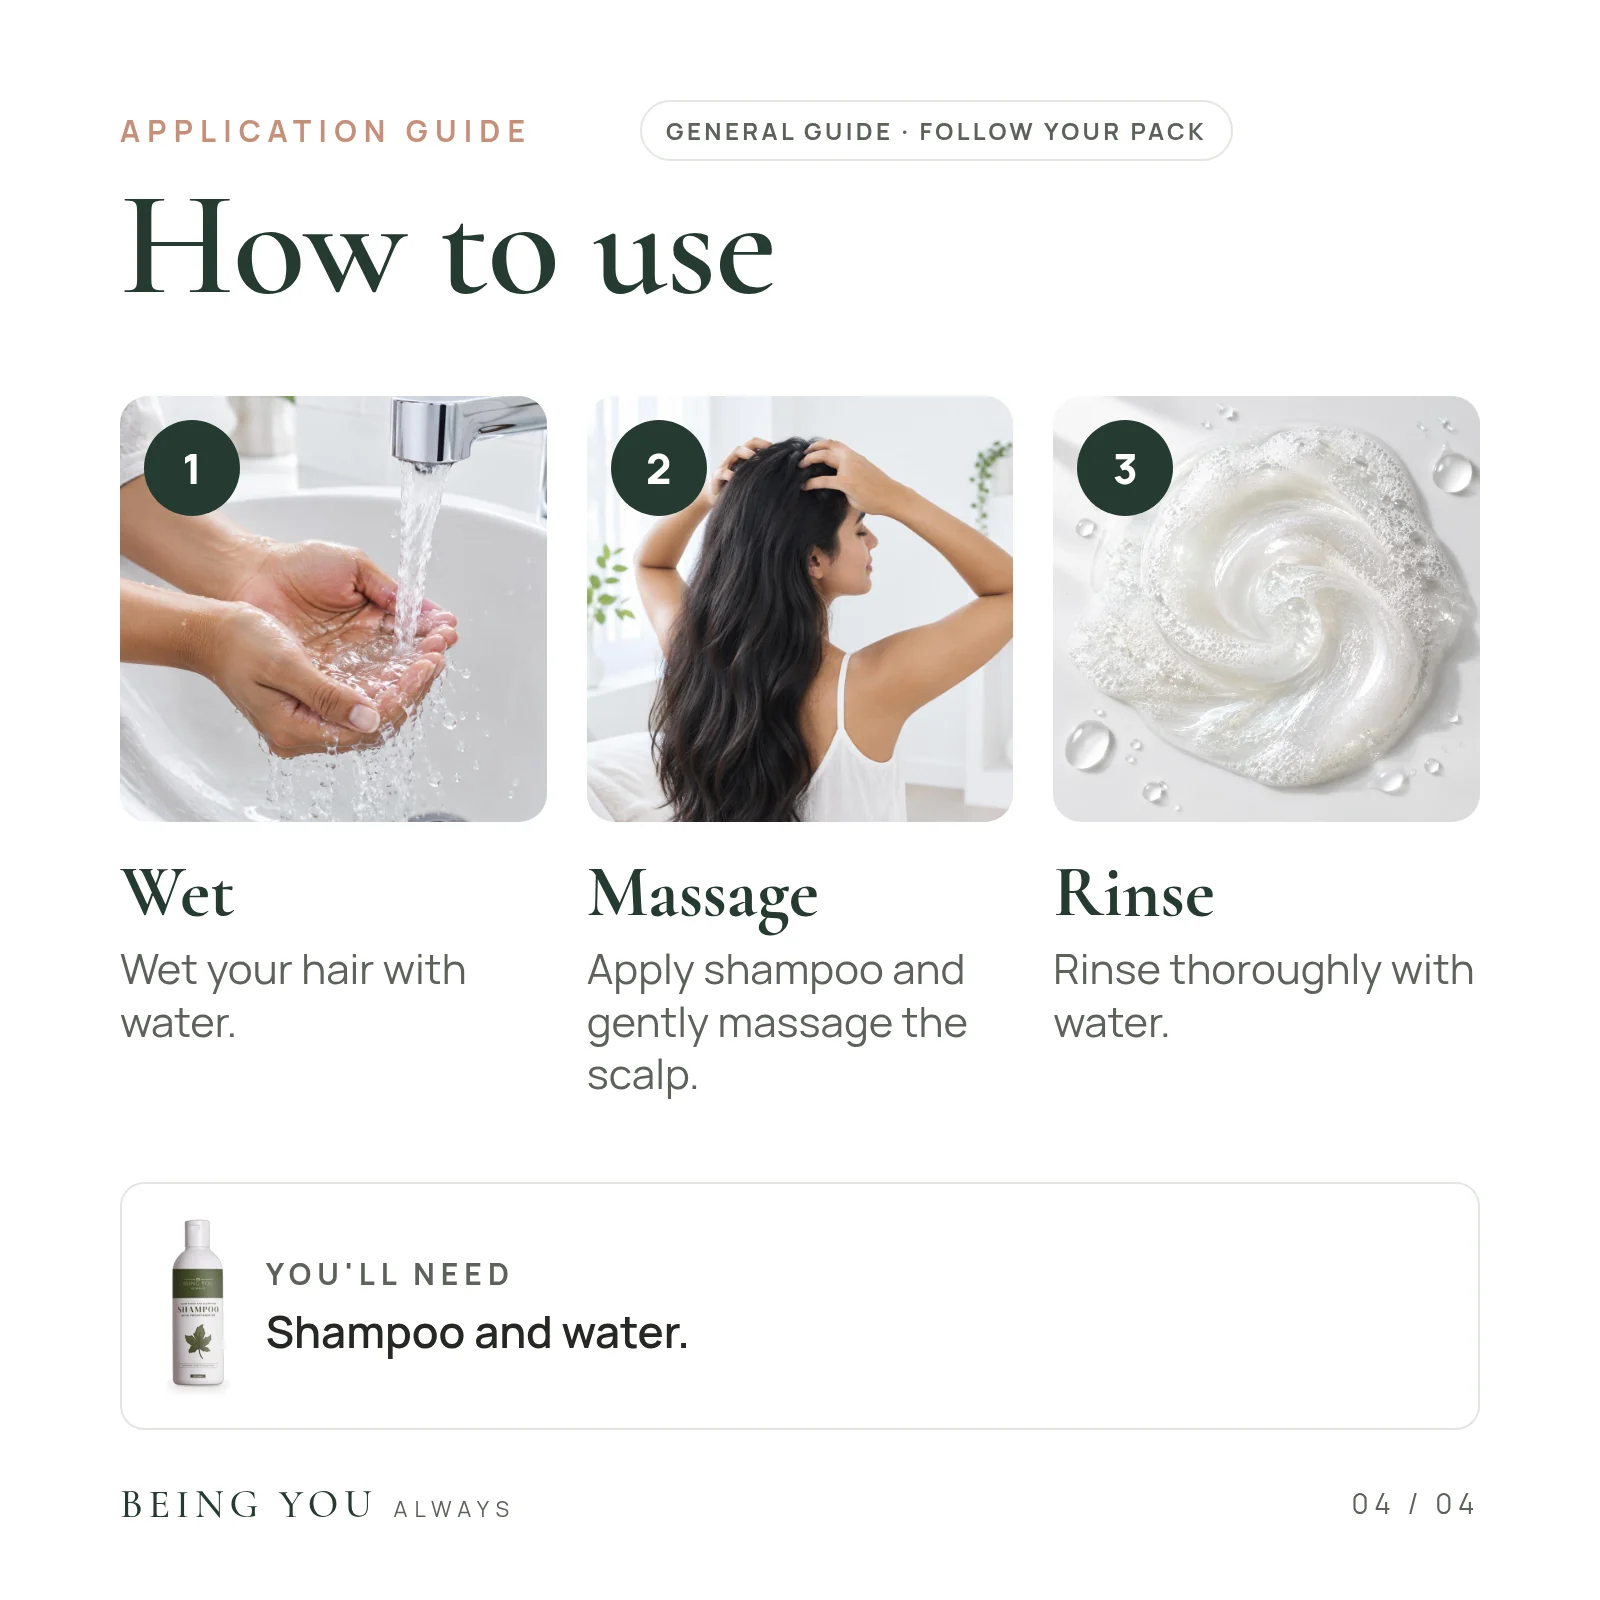 APPLICATION GUIDE
GENERAL GUIDE · FOLLOW YOUR PACK
How to use
1
2
3
Wet
Wet your hair with
water.
Massage
Apply shampoo and
gently massage the
scalp.
Rinse
Rinse thoroughly with
water.
SHAMPOO
YOU'LL NEED
Shampoo and water.
BEING YOU ALWAYS
04 / 04